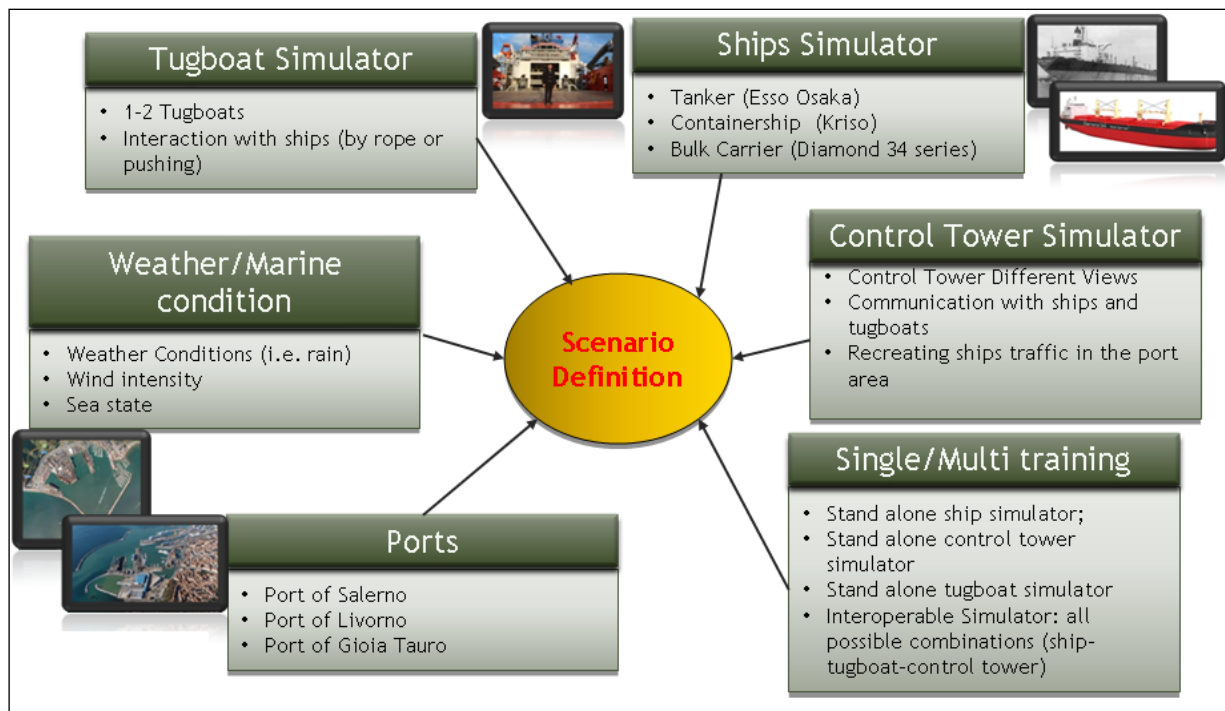 Tugboat Simulator
• 1-2 Tugboats
• Interaction with ships (by rope or
pushing)
Ships Simulator
• Tanker (Esso Osaka)
• Containership (Kriso)
• Bulk Carrier (Diamond 34 series)
Weather/Marine
condition
• Weather Conditions (i.e. rain)
• Wind intensity
• Sea state
Scenario
Definition
Control Tower Simulator
• Control Tower Different Views
• Communication with ships and
tugboats
• Recreating ships traffic in the port
area
Ports
• Port of Salerno
• Port of Livorno
• Port of Gioia Tauro
Single/Multi training
• Stand alone ship simulator;
• Stand alone control tower
simulator
• Stand alone tugboat simulator
• Interoperable Simulator: all
possible combinations (ship-
tugboat-control tower)